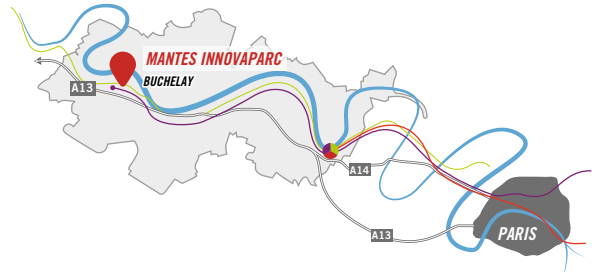 MANTES INNOVAPARC
BUCHELAY
A13
A14
A13
PARIS